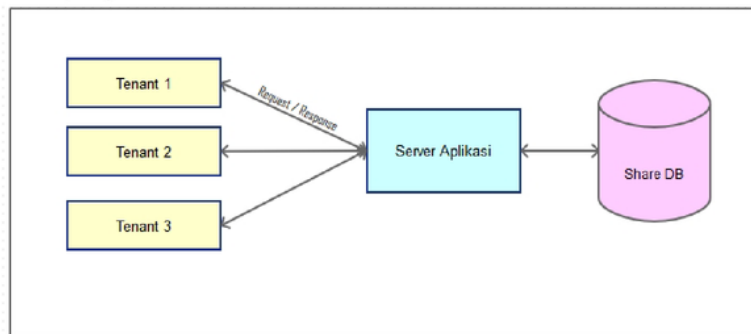 Tenant 1
Request / Response
Tenant 2
Server Aplikasi
Share DB
Tenant 3